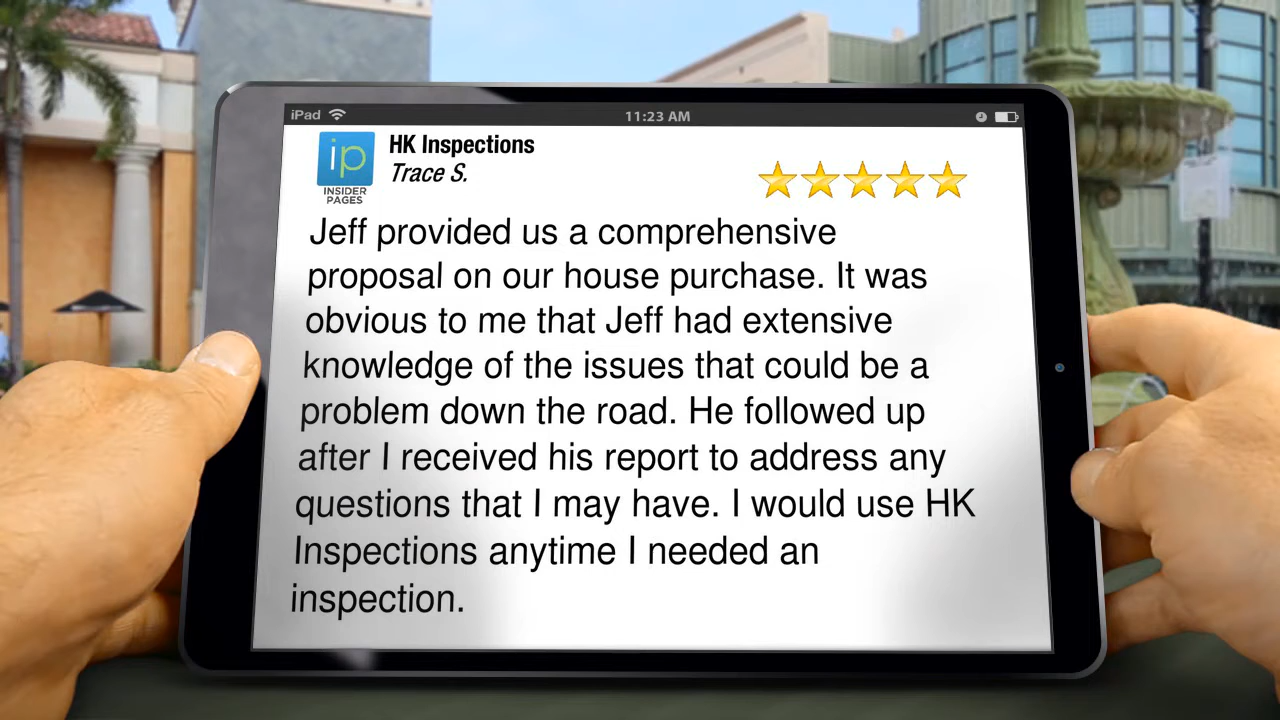 iPad 11:23 AM
ip
INSIDER
PAGES
HK Inspections
Trace S.
Jeff provided us a comprehensive
proposal on our house purchase. It was
obvious to me that Jeff had extensive
knowledge of the issues that could be a
problem down the road. He followed up
after I received his report to address any
questions that I may have. I would use HK
Inspections anytime I needed an
inspection.